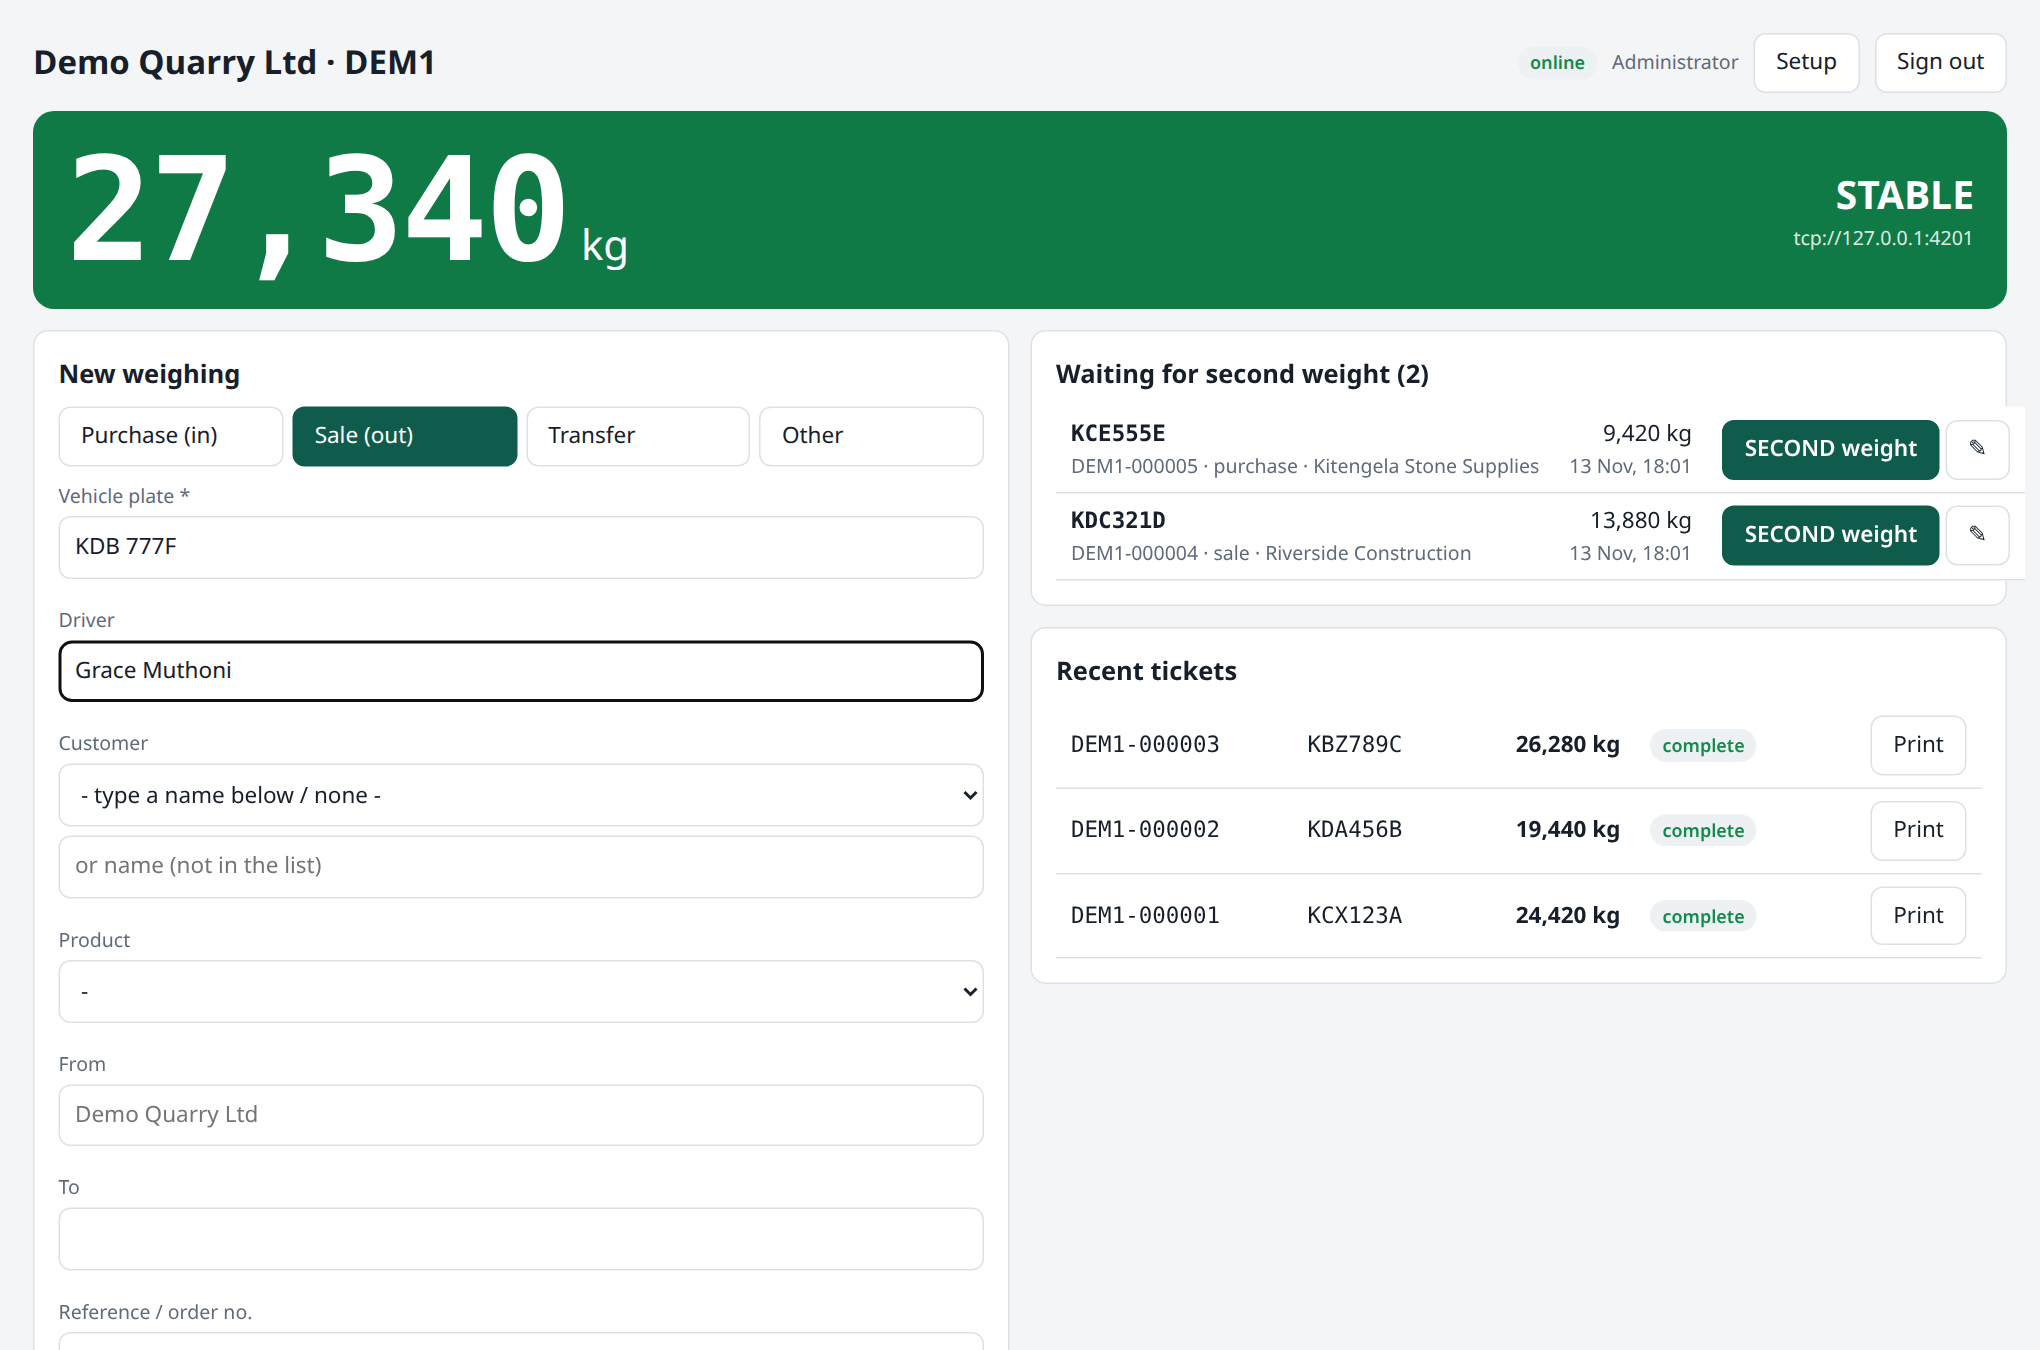 Demo Quarry Ltd · DEM1
online Administrator Setup Sign out
27,340 kg
STABLE
tcp://127.0.0.1:4201
New weighing
Purchase (in) Sale (out) Transfer Other
Vehicle plate *
KDB 777F
Driver
Grace Muthoni
Customer
- type a name below / none -
or name (not in the list)
Product
-
From
Demo Quarry Ltd
To
Reference / order no.
Waiting for second weight (2)
KCE555E 9,420 kg SECOND weight ✎
DEM1-000005 · purchase · Kitengela Stone Supplies 13 Nov, 18:01
KDC321D 13,880 kg SECOND weight ✎
DEM1-000004 · sale · Riverside Construction 13 Nov, 18:01
Recent tickets
DEM1-000003 KBZ789C 26,280 kg complete Print
DEM1-000002 KDA456B 19,440 kg complete Print
DEM1-000001 KCX123A 24,420 kg complete Print